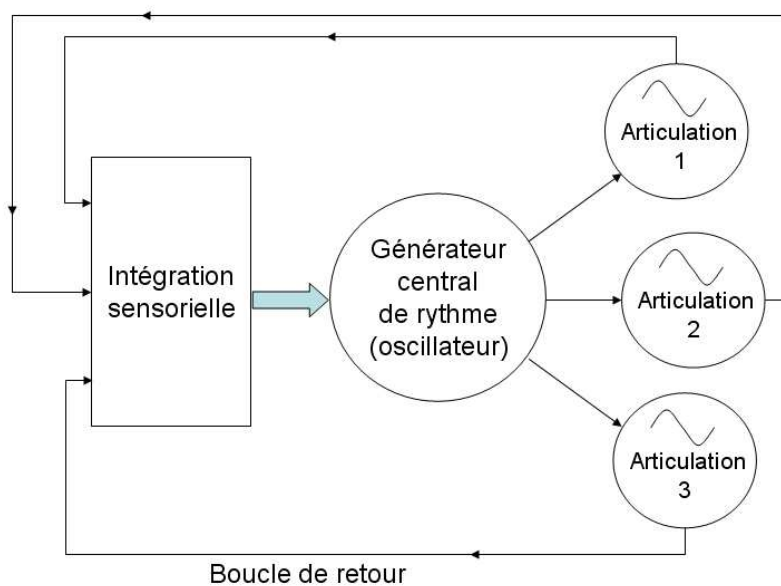 Intégration
sensorielle
Générateur
central
de rythme
(oscillateur)
Articulation
1
Articulation
2
Articulation
3
Boucle de retour